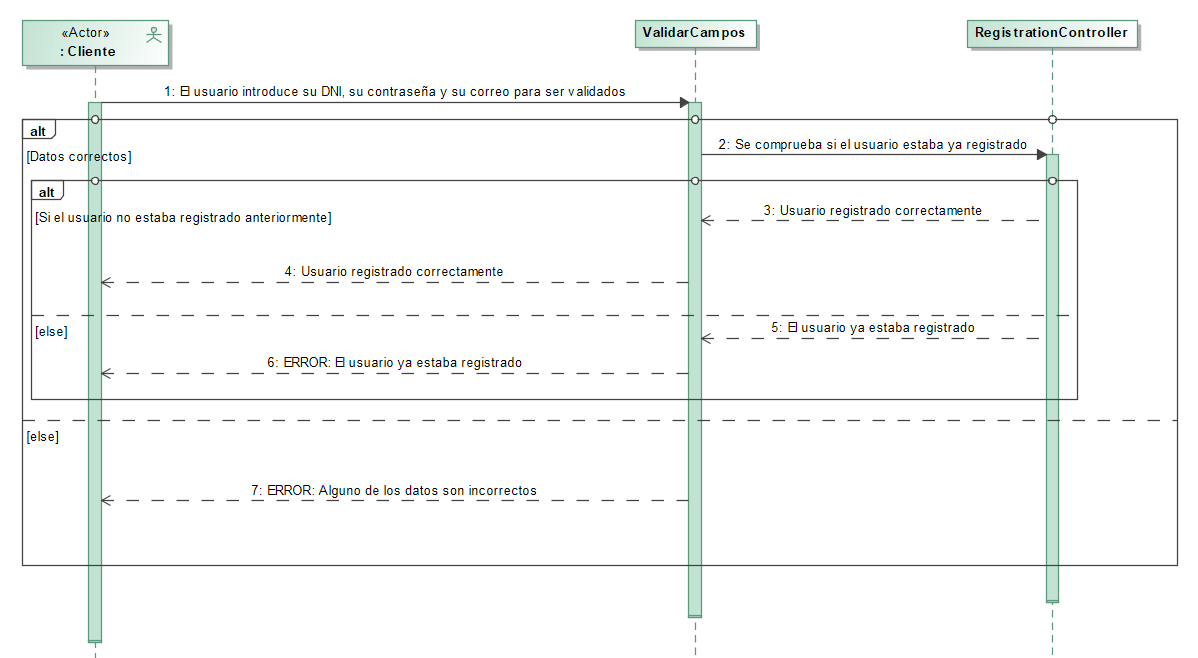 «Actor»
: Cliente
ValidarCampos
RegistrationController
1: El usuario introduce su DNI, su contraseña y su correo para ser validados
alt
[Datos correctos]
2: Se comprueba si el usuario estaba ya registrado
alt
[Si el usuario no estaba registrado anteriormente]
3: Usuario registrado correctamente
4: Usuario registrado correctamente
[else]
5: El usuario ya estaba registrado
6: ERROR: El usuario ya estaba registrado
[else]
7: ERROR: Alguno de los datos son incorrectos